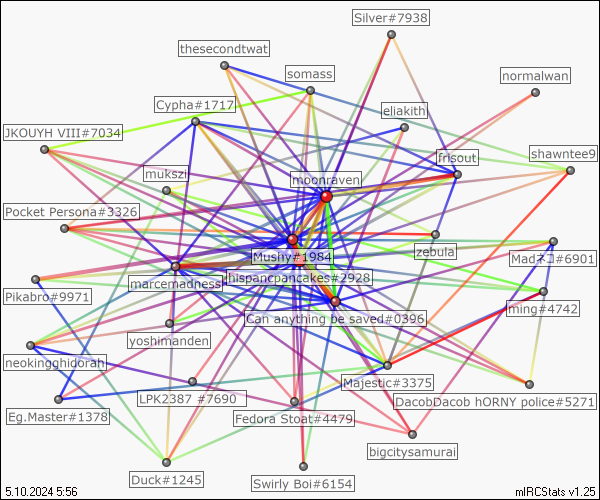 Silver#7938
thesecondtwat
somass
normalwan
Cypha#1717
eliakith
JKOUYH VIII#7034
frisout
shawntee9
mukszi
moonraven
Pocket Persona#3326
zebula
Mushy#1984
Madネコ#6901
marcemadness
hispancpancakes#2928
Pikabro#9971
ming#4742
Can anything be saved#0396
yoshimanden
neokingghidorah
Majestic#3375
LPK2387 #7690
DacobDacob hORNY police#5271
Eg.Master#1378
Fedora Stoat#4479
bigcitysamurai
Duck#1245
Swirly Boi#6154
5.10.2024 5:56
mIRCStats v1.25